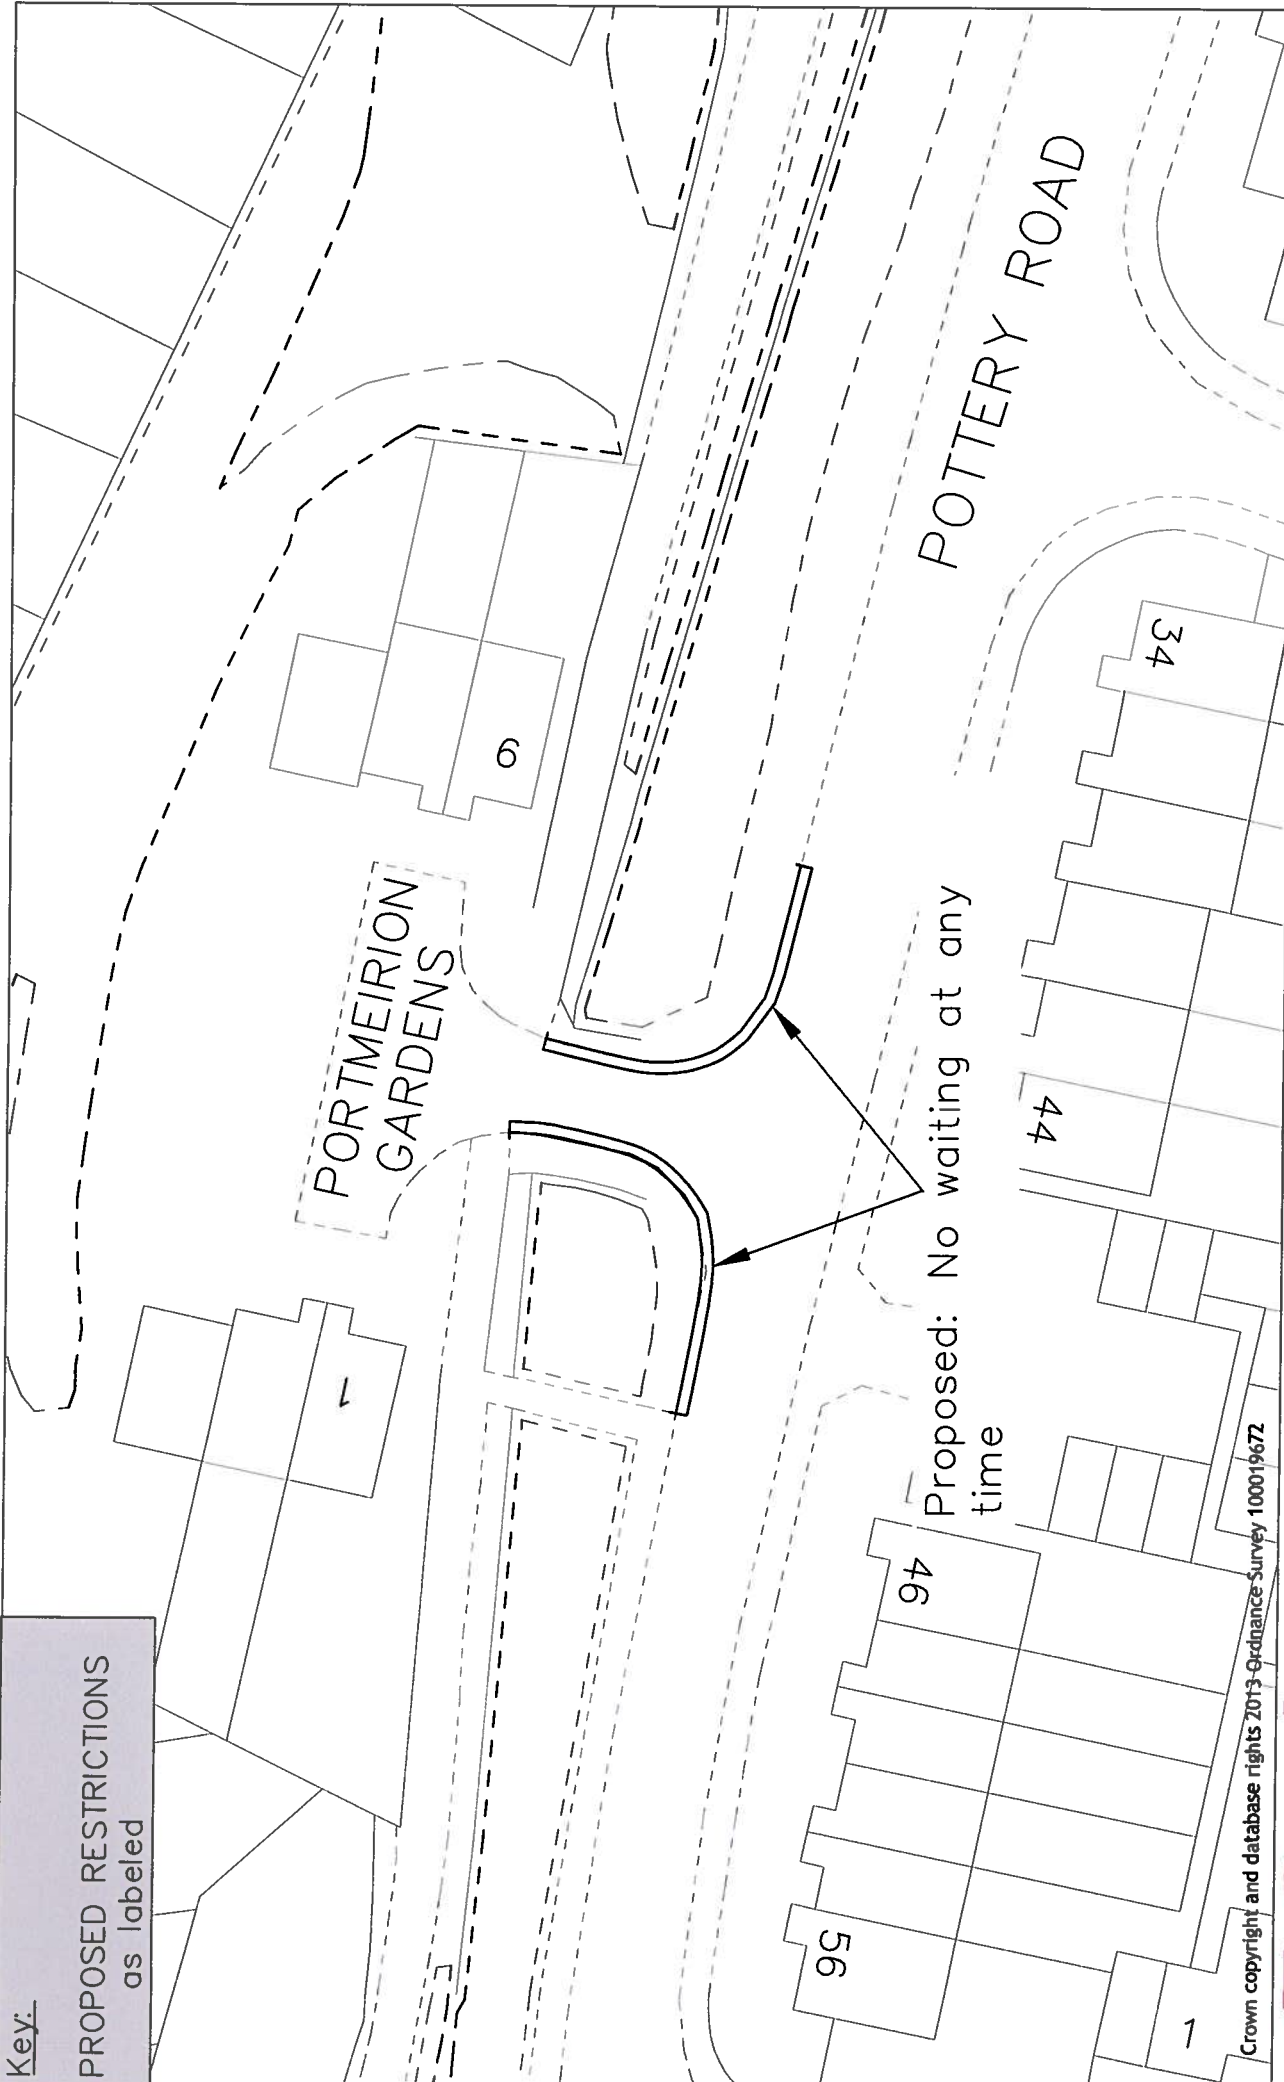 Key:
PROPOSED RESTRICTIONS
as labeled
1
PORTMEIRION
GARDENS
9
POTTERY ROAD
Proposed: No waiting at any
time
56
46
44
34
1
Crown copyright and database rights 2013 Ordnance Survey 100019672